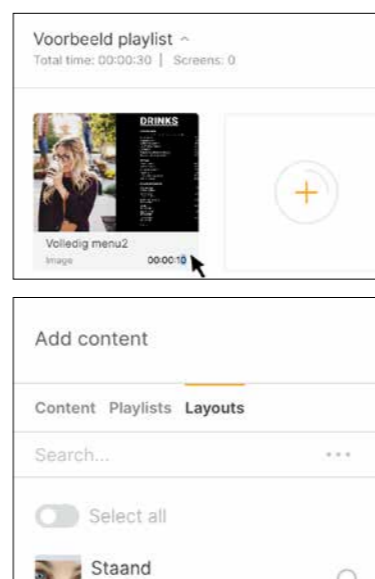 Voorbeeld playlist
Total time: 00:00:30 | Screens: 0
DRINKS
Volledig menu2
Image 00:00:10
Add content
Content Playlists Layouts
Search...
Select all
Staand